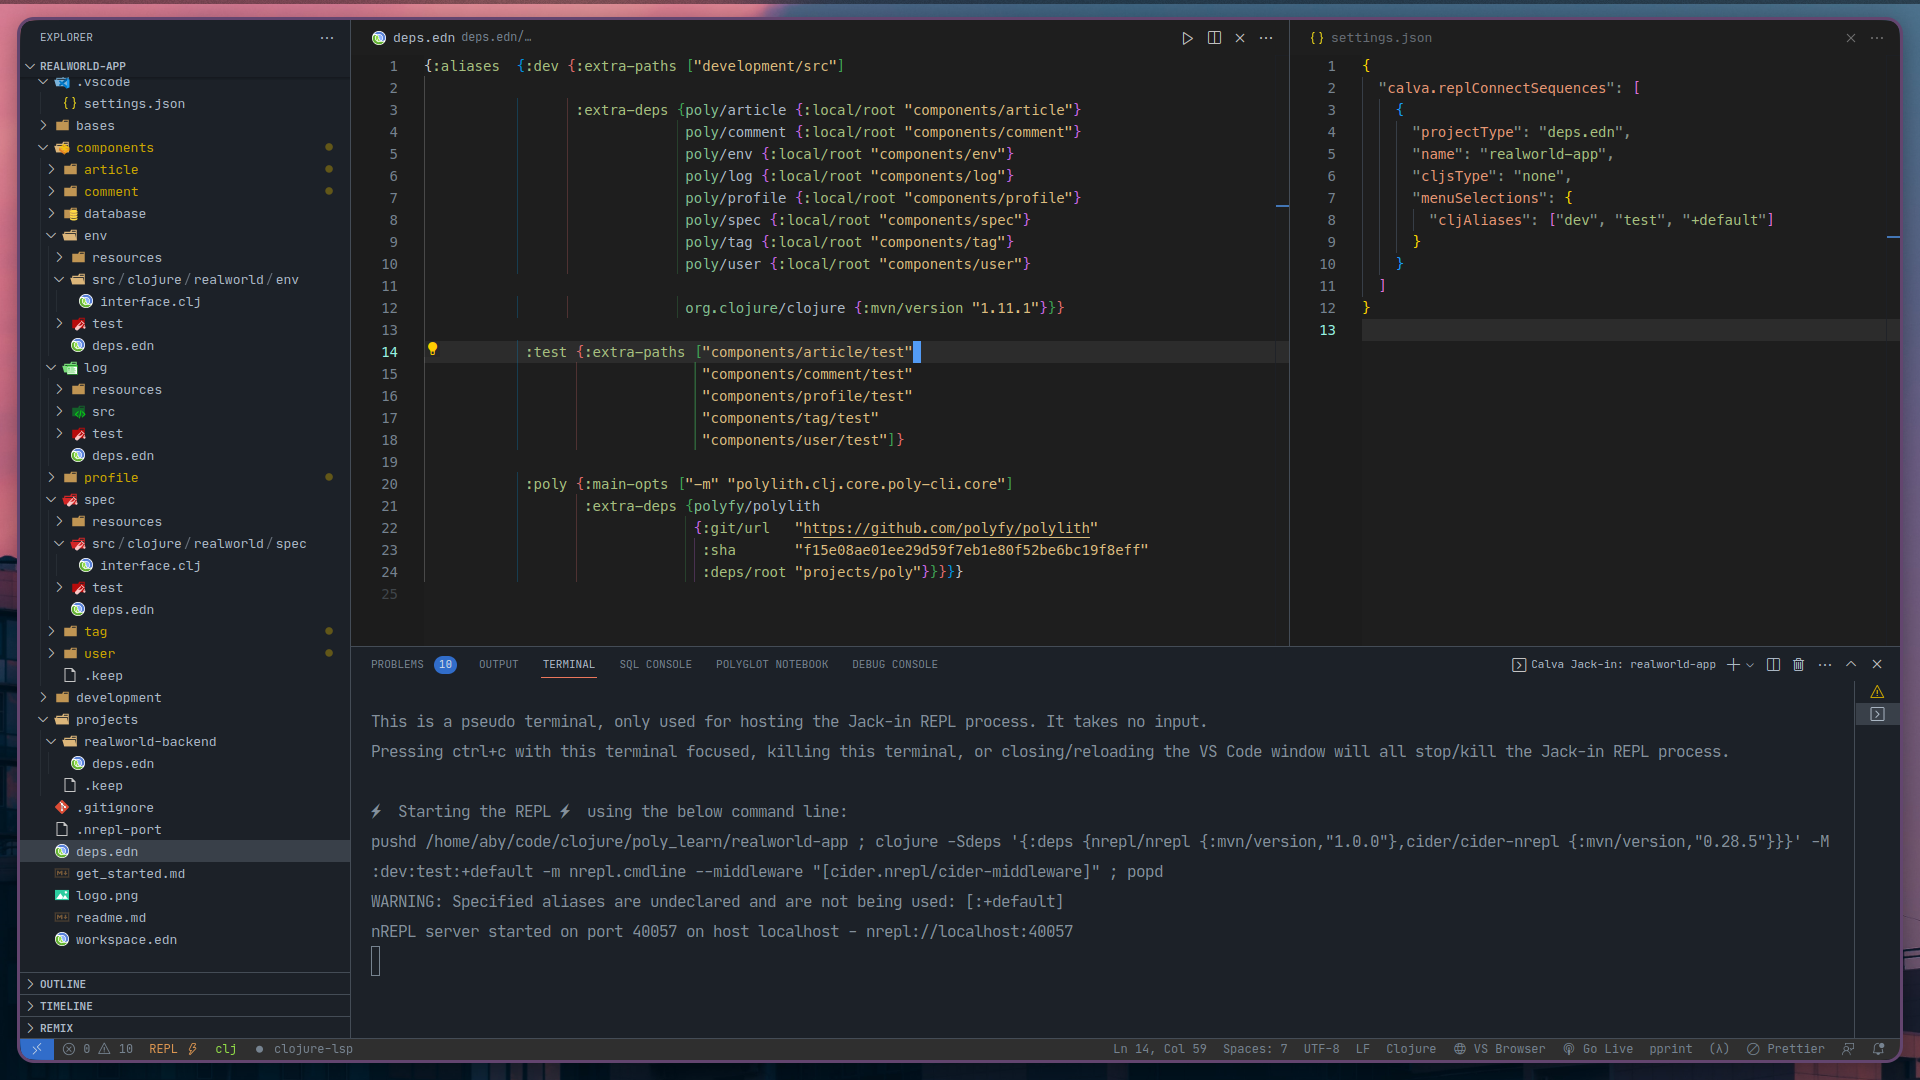 EXPLORER
REALWORLD-APP
.vscode
{} settings.json
bases
components
article
comment
database
env
resources
src/clojure/realworld/env
interface.clj
test
deps.edn
log
resources
src
test
deps.edn
profile
spec
resources
src/clojure/realworld/spec
interface.clj
test
deps.edn
tag
user
.keep
development
projects
realworld-backend
deps.edn
.keep
.gitignore
.nrepl-port
deps.edn
get_started.md
logo.png
readme.md
workspace.edn
OUTLINE
TIMELINE
REMIX
deps.edn deps.edn/…
1 {:aliases  {:dev {:extra-paths ["development/src"]
2
3 :extra-deps {poly/article {:local/root "components/article"}
4 poly/comment {:local/root "components/comment"}
5 poly/env {:local/root "components/env"}
6 poly/log {:local/root "components/log"}
7 poly/profile {:local/root "components/profile"}
8 poly/spec {:local/root "components/spec"}
9 poly/tag {:local/root "components/tag"}
10 poly/user {:local/root "components/user"}
11
12 org.clojure/clojure {:mvn/version "1.11.1"}}}
13
14 :test {:extra-paths ["components/article/test"
15 "components/comment/test"
16 "components/profile/test"
17 "components/tag/test"
18 "components/user/test"]}
19
20 :poly {:main-opts ["-m" "polylith.clj.core.poly-cli.core"]
21 :extra-deps {polyfy/polylith
22 {:git/url   "https://github.com/polyfy/polylith"
23 :sha       "f15e08ae01ee29d59f7eb1e80f52be6bc19f8eff"
24 :deps/root "projects/poly"}}}}}
25
{} settings.json
1 {
2 "calva.replConnectSequences": [
3 {
4 "projectType": "deps.edn",
5 "name": "realworld-app",
6 "cljsType": "none",
7 "menuSelections": {
8 "cljAliases": ["dev", "test", "+default"]
9 }
10 }
11 ]
12 }
13
PROBLEMS 10 OUTPUT TERMINAL SQL CONSOLE POLYGLOT NOTEBOOK DEBUG CONSOLE
Calva Jack-in: realworld-app
This is a pseudo terminal, only used for hosting the Jack-in REPL process. It takes no input.
Pressing ctrl+c with this terminal focused, killing this terminal, or closing/reloading the VS Code window will all stop/kill the Jack-in REPL process.
⚡ Starting the REPL ⚡ using the below command line:
pushd /home/aby/code/clojure/poly_learn/realworld-app ; clojure -Sdeps '{:deps {nrepl/nrepl {:mvn/version,"1.0.0"},cider/cider-nrepl {:mvn/version,"0.28.5"}}}' -M
:dev:test:+default -m nrepl.cmdline --middleware "[cider.nrepl/cider-middleware]" ; popd
WARNING: Specified aliases are undeclared and are not being used: [:+default]
nREPL server started on port 40057 on host localhost - nrepl://localhost:40057
0 10 REPL ⚡ clj ● clojure-lsp
Ln 14, Col 59 Spaces: 7 UTF-8 LF Clojure VS Browser Go Live pprint (λ) Prettier